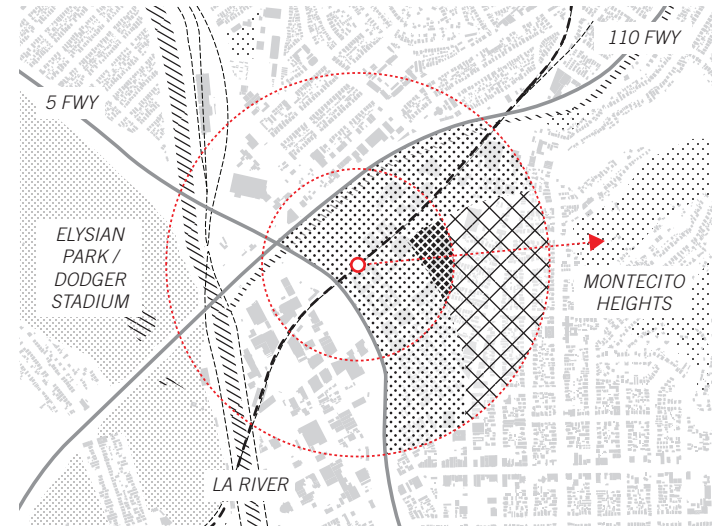 110 FWY
5 FWY
ELYSIAN
PARK /
DODGER
STADIUM
MONTECITO
HEIGHTS
LA RIVER